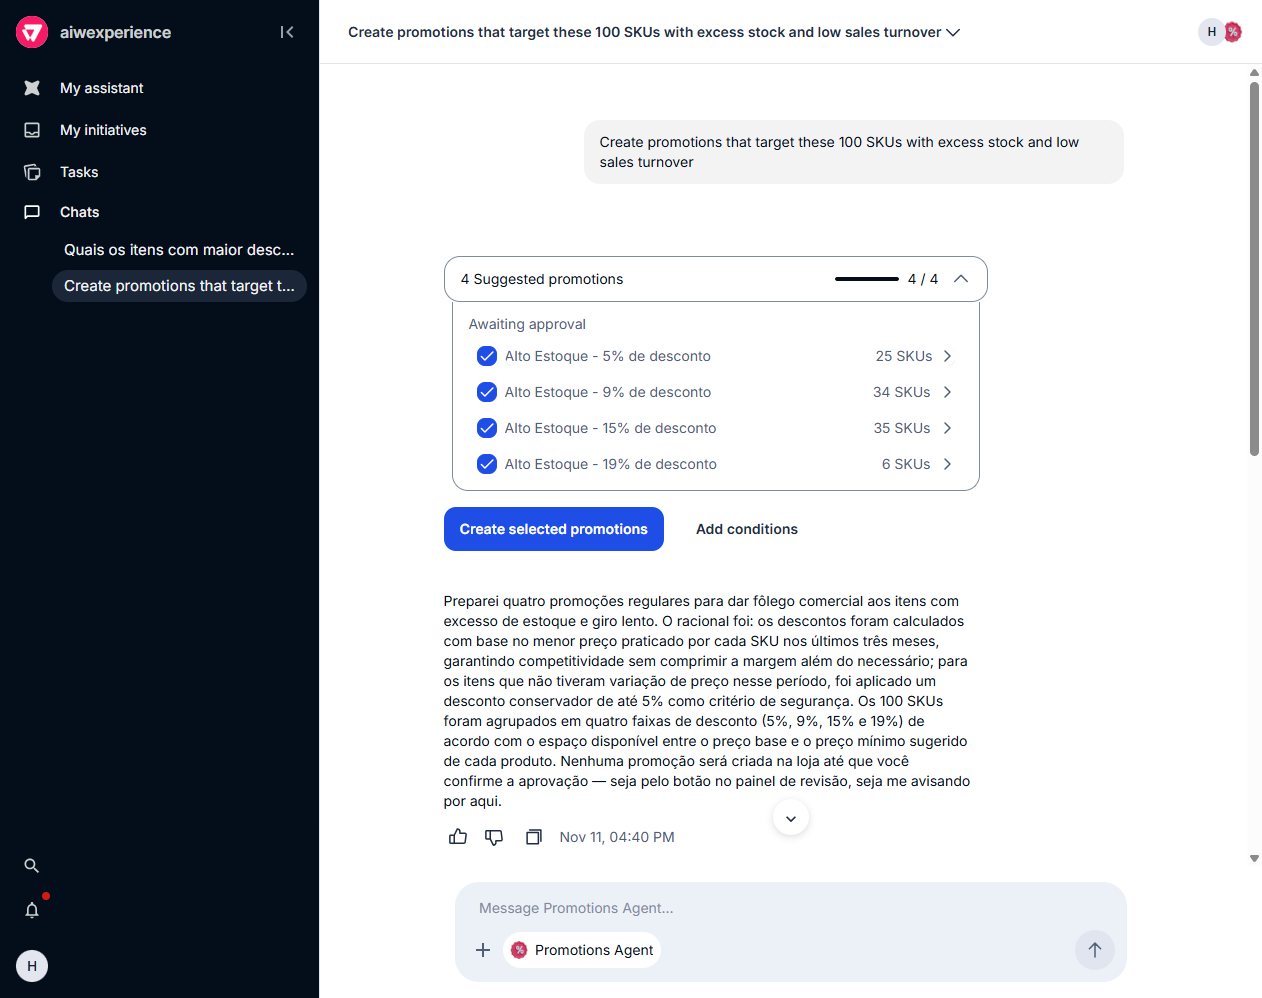 aiwexperience
My assistant
My initiatives
Tasks
Chats
Quais os itens com maior desc...
Create promotions that target t...
H
Create promotions that target these 100 SKUs with excess stock and low sales turnover
H %
Create promotions that target these 100 SKUs with excess stock and low
sales turnover
4 Suggested promotions 4 / 4
Awaiting approval
Alto Estoque - 5% de desconto 25 SKUs
Alto Estoque - 9% de desconto 34 SKUs
Alto Estoque - 15% de desconto 35 SKUs
Alto Estoque - 19% de desconto 6 SKUs
Create selected promotions Add conditions
Preparei quatro promoções regulares para dar fôlego comercial aos itens com
excesso de estoque e giro lento. O racional foi: os descontos foram calculados
com base no menor preço praticado por cada SKU nos últimos três meses,
garantindo competitividade sem comprimir a margem além do necessário; para
os itens que não tiveram variação de preço nesse período, foi aplicado um
desconto conservador de até 5% como critério de segurança. Os 100 SKUs
foram agrupados em quatro faixas de desconto (5%, 9%, 15% e 19%) de
acordo com o espaço disponível entre o preço base e o preço mínimo sugerido
de cada produto. Nenhuma promoção será criada na loja até que você
confirme a aprovação — seja pelo botão no painel de revisão, seja me avisando
por aqui.
Nov 11, 04:40 PM
Message Promotions Agent...
% Promotions Agent